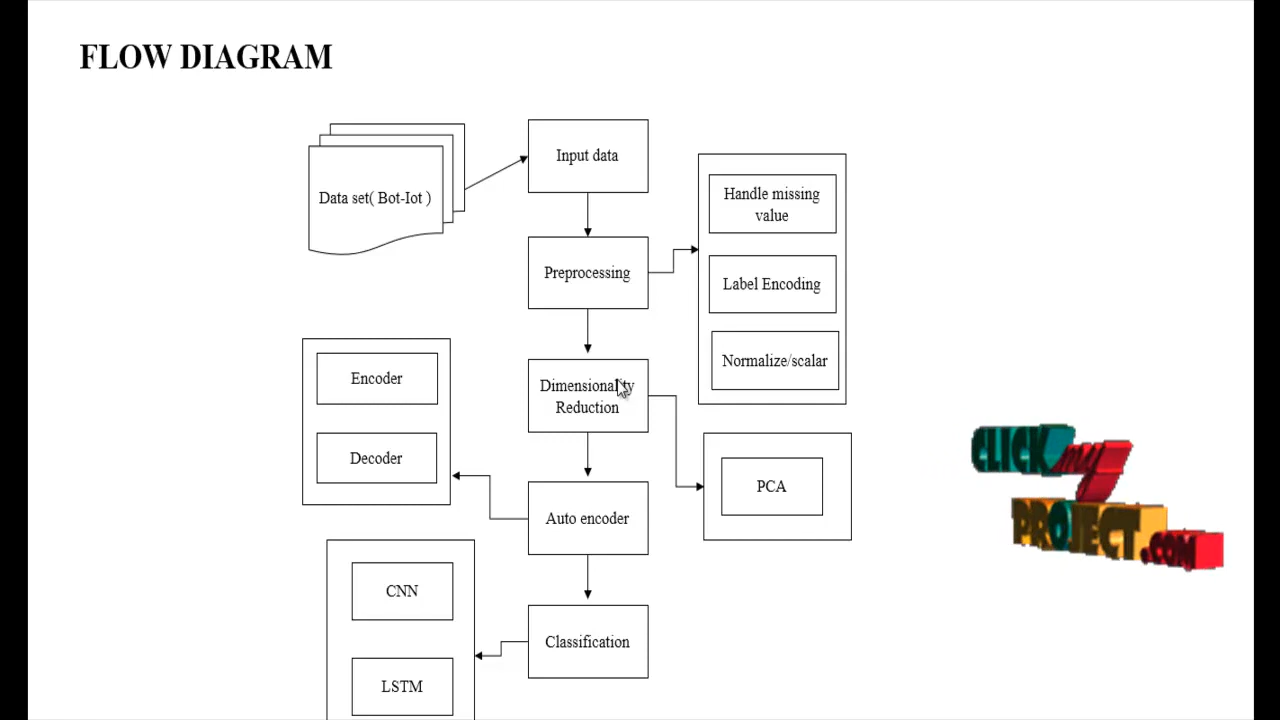 FLOW DIAGRAM
Data set( Bot-Iot )
Input data
Preprocessing
Handle missing
value
Label Encoding
Normalize/scalar
Dimensionality
Reduction
PCA
Auto encoder
Encoder
Decoder
Classification
CNN
LSTM
CLICK
MY
PROJECT
.COM